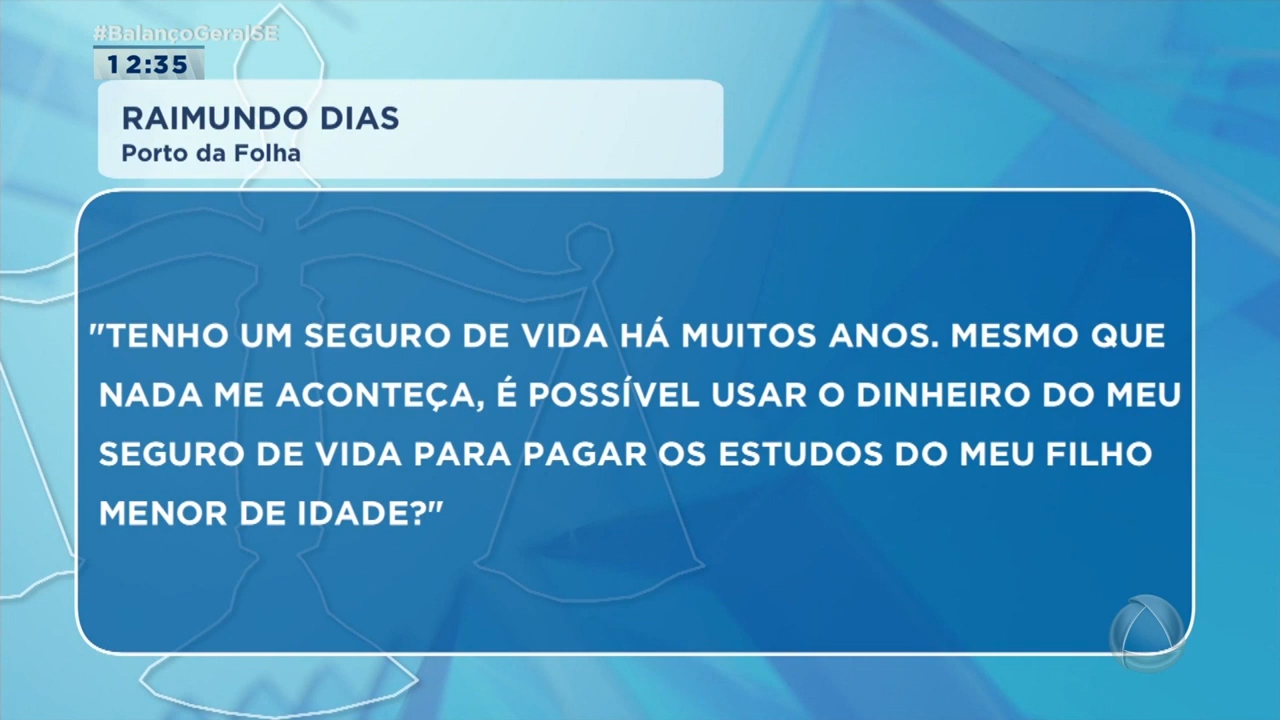 #BalançoGeralSE
12:35
RAIMUNDO DIAS
Porto da Folha
"TENHO UM SEGURO DE VIDA HÁ MUITOS ANOS. MESMO QUE
NADA ME ACONTEÇA, É POSSÍVEL USAR O DINHEIRO DO MEU
SEGURO DE VIDA PARA PAGAR OS ESTUDOS DO MEU FILHO
MENOR DE IDADE?"